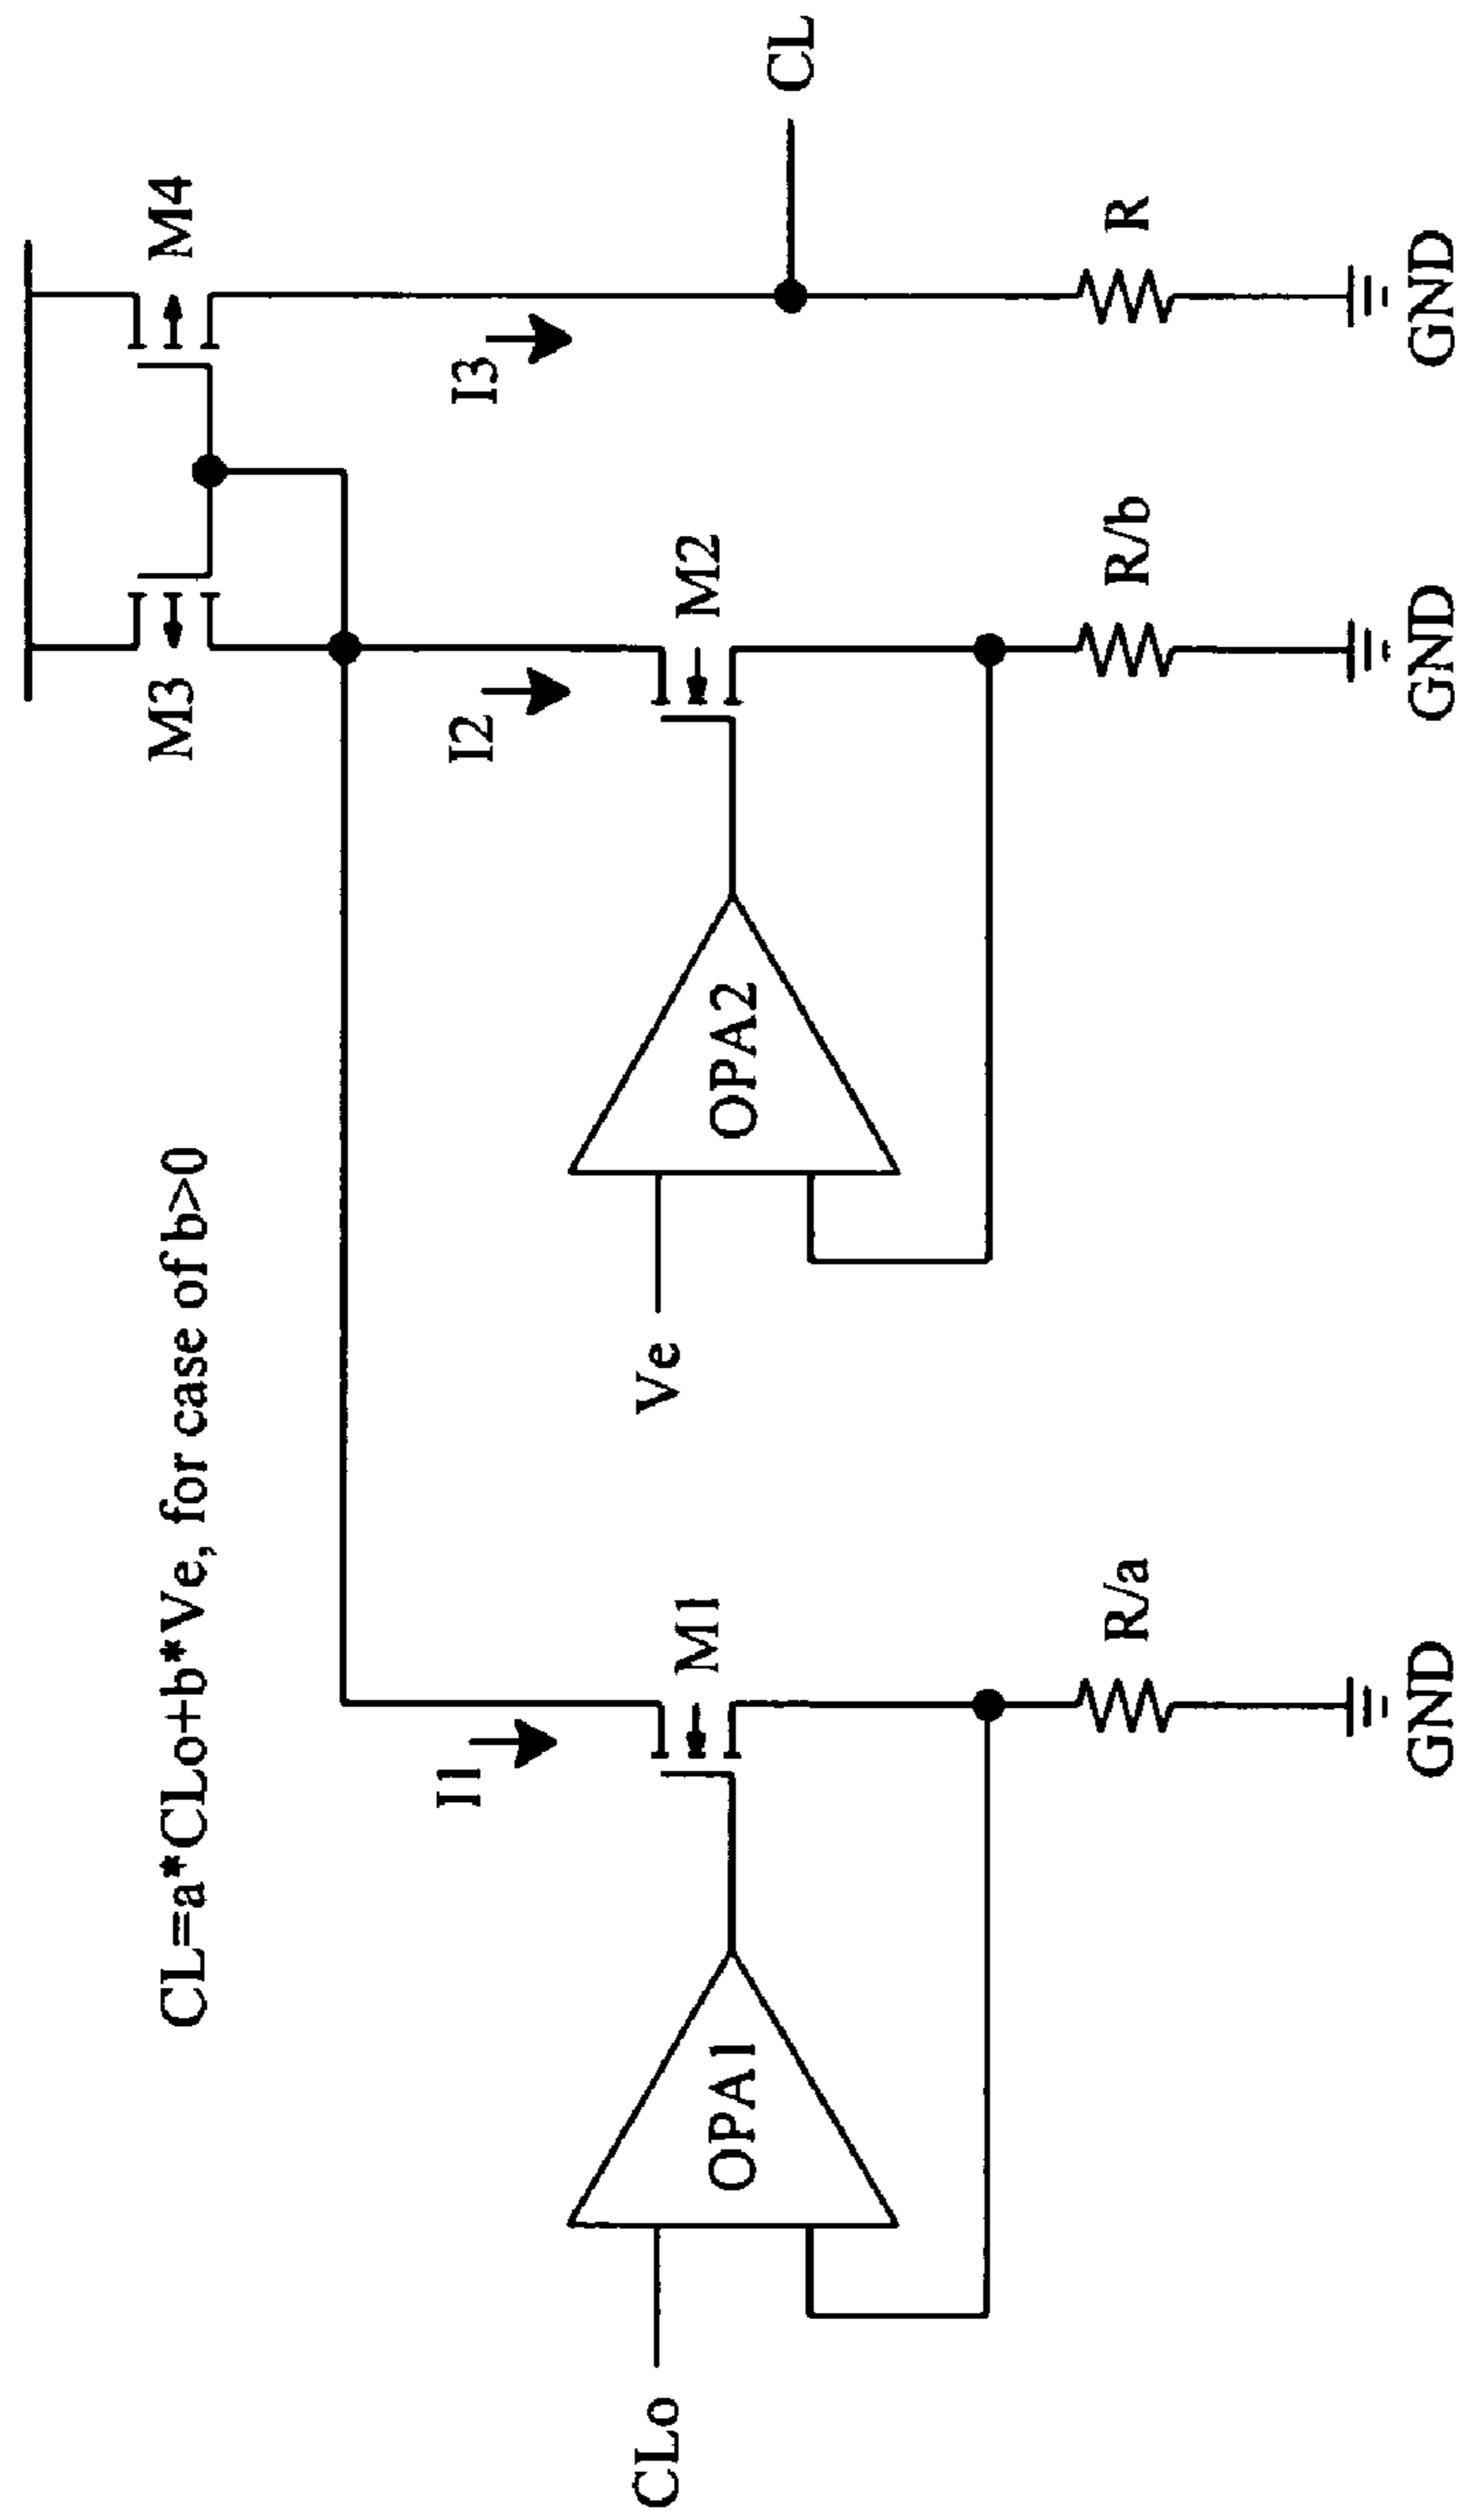 CL=a*CLo+b*Ve, for case of b>0
M3
M4
I1
I2
I3
CLo
OPA1
M1
Ve
OPA2
M2
CL
R/a
R/b
R
GND
GND
GND